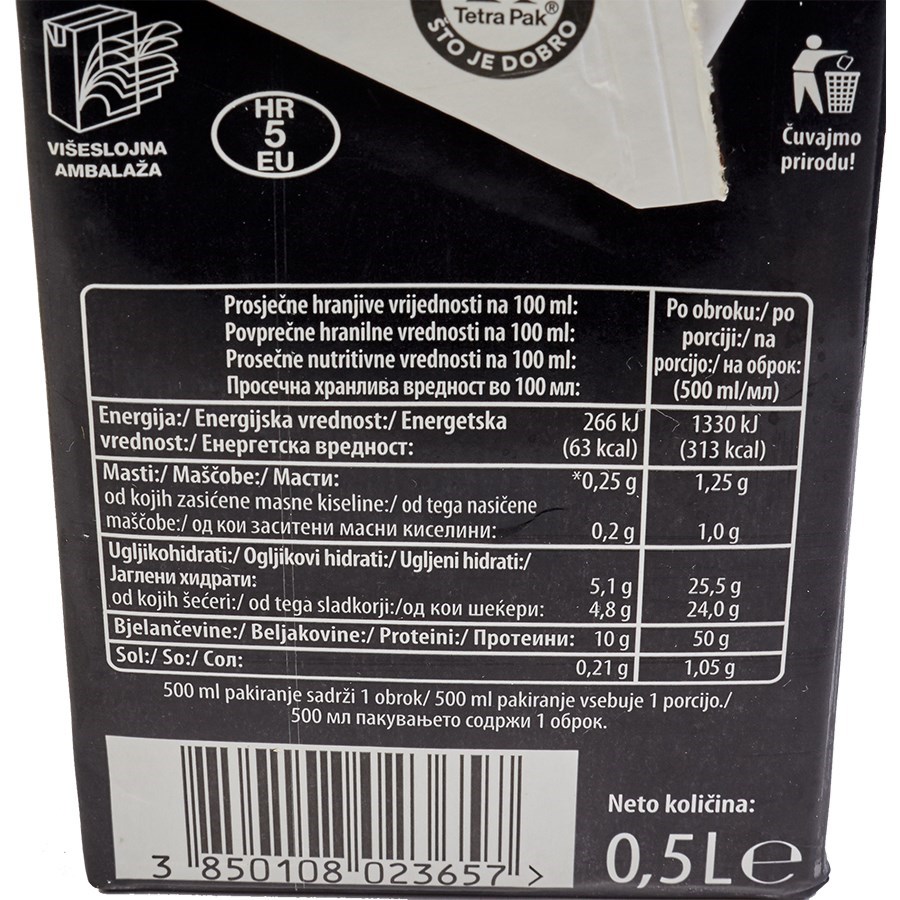 Tetra Pak®
ŠTO JE DOBRO
VIŠESLOJNA
AMBALAŽA
HR
5
EU
Čuvajmo
prirodu!
Prosječne hranjive vrijednosti na 100 ml:
Povprečne hranilne vrednosti na 100 ml:
Prosečne nutritivne vrednosti na 100 ml:
Просечна хранлива вредност во 100 мл:
Po obroku:/ po
porciji:/ na
porcijo:/ на оброк:
(500 ml/мл)
Energija:/ Energijska vrednost:/ Energetska 266 kJ 1330 kJ
vrednost:/ Енергетска вредност: (63 kcal) (313 kcal)
Masti:/ Maščobe:/ Масти: *0,25 g 1,25 g
od kojih zasićene masne kiseline:/ od tega nasičene
maščobe:/ од кои заситени масни киселини: 0,2 g 1,0 g
Ugljikohidrati:/ Ogljikovi hidrati:/ Ugljeni hidrati:/
Јаглени хидрати: 5,1 g 25,5 g
od kojih šećeri:/ od tega sladkorji:/од кои шеќери: 4,8 g 24,0 g
Bjelančevine:/ Beljakovine:/ Proteini:/ Протеини: 10 g 50 g
Sol:/ So:/ Сол: 0,21 g 1,05 g
500 ml pakiranje sadrži 1 obrok/ 500 ml pakiranje vsebuje 1 porcijo./
500 мл пакувањето содржи 1 оброк.
3 850108 023657 >
Neto količina:
0,5L e